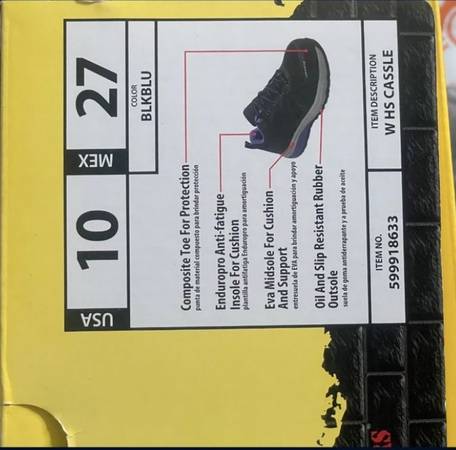 USA
10
MEX
27
COLOR
BLKBLU
Composite Toe For Protection
punta de material compuesto para brindar protección
Enduropro Anti-fatigue
Insole For Cushion
plantilla antifatiga Enduropro para amortiguación
Eva Midsole For Cushion
And Support
entresuela de EVA para brindar amortiguación y apoyo
Oil And Slip Resistant Rubber
Outsole
suela de goma antiderrapante y a prueba de aceite
ITEM NO.
599918633
ITEM DESCRIPTION
W HS CASSLE